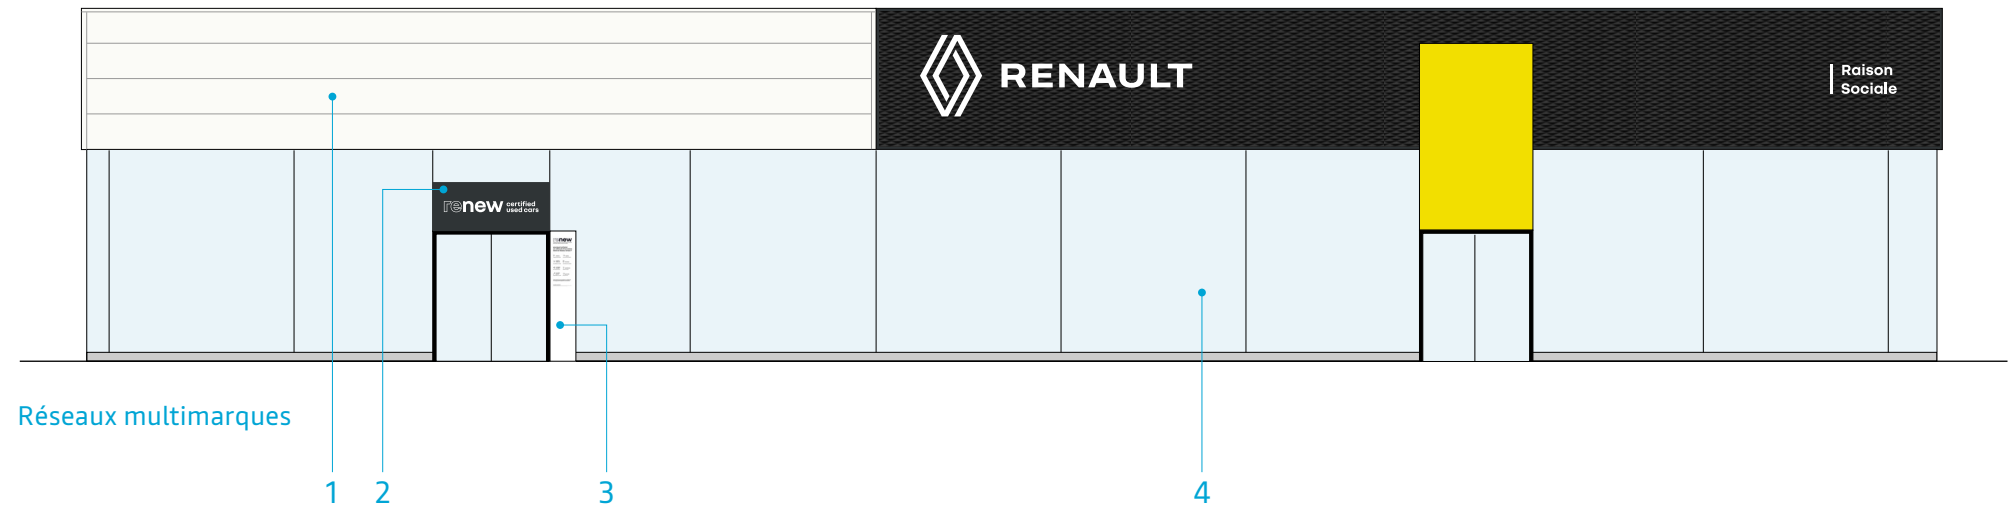 RENAULT
Raison
Sociale
renew certified
used cars
renew
Réseaux multimarques
1 2 3 4